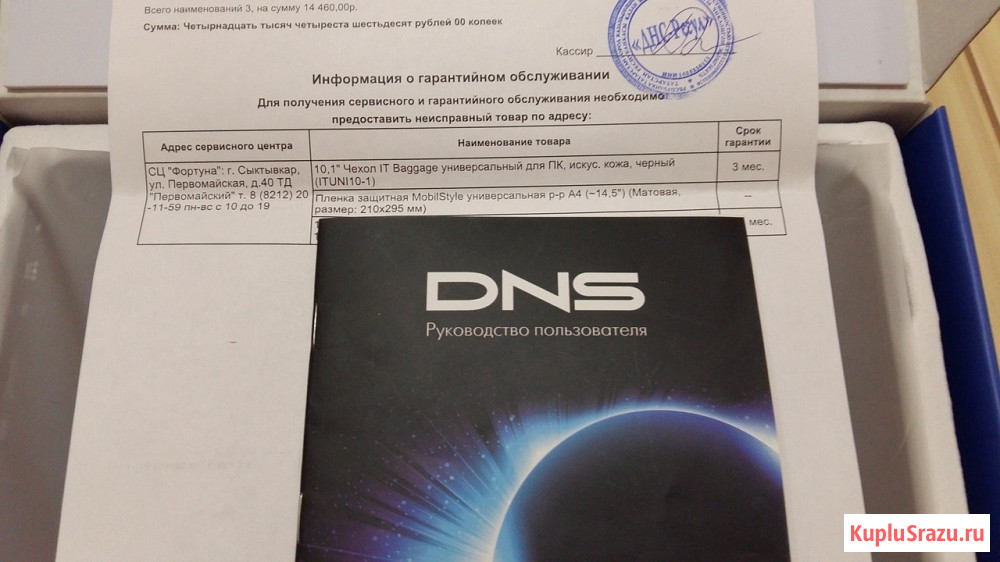 Всего наименований 3, на сумму 14 460,00р.
Сумма: Четырнадцать тысяч четыреста шестьдесят рублей 00 копеек
Кассир
«ДНС-Ретул»
Информация о гарантийном обслуживании
Для получения сервисного и гарантийного обслуживания необходимо
предоставить неисправный товар по адресу:
Адрес сервисного центра
Наименование товара
Срок
гарантии
СЦ "Фортуна": г. Сыктывкар,
ул. Первомайская, д.40 ТД
"Первомайский" т. 8 (8212) 20
-11-59 пн-вс с 10 до 19
10,1" Чехол IT Baggage универсальный для ПК, искус. кожа, черный
(ITUNI10-1)
3 мес.
Пленка защитная MobilStyle универсальная р-р A4 (~14,5") (Матовая,
размер: 210x295 мм)
--
мес.
DNS
Руководство пользователя
KupluSrazu.ru